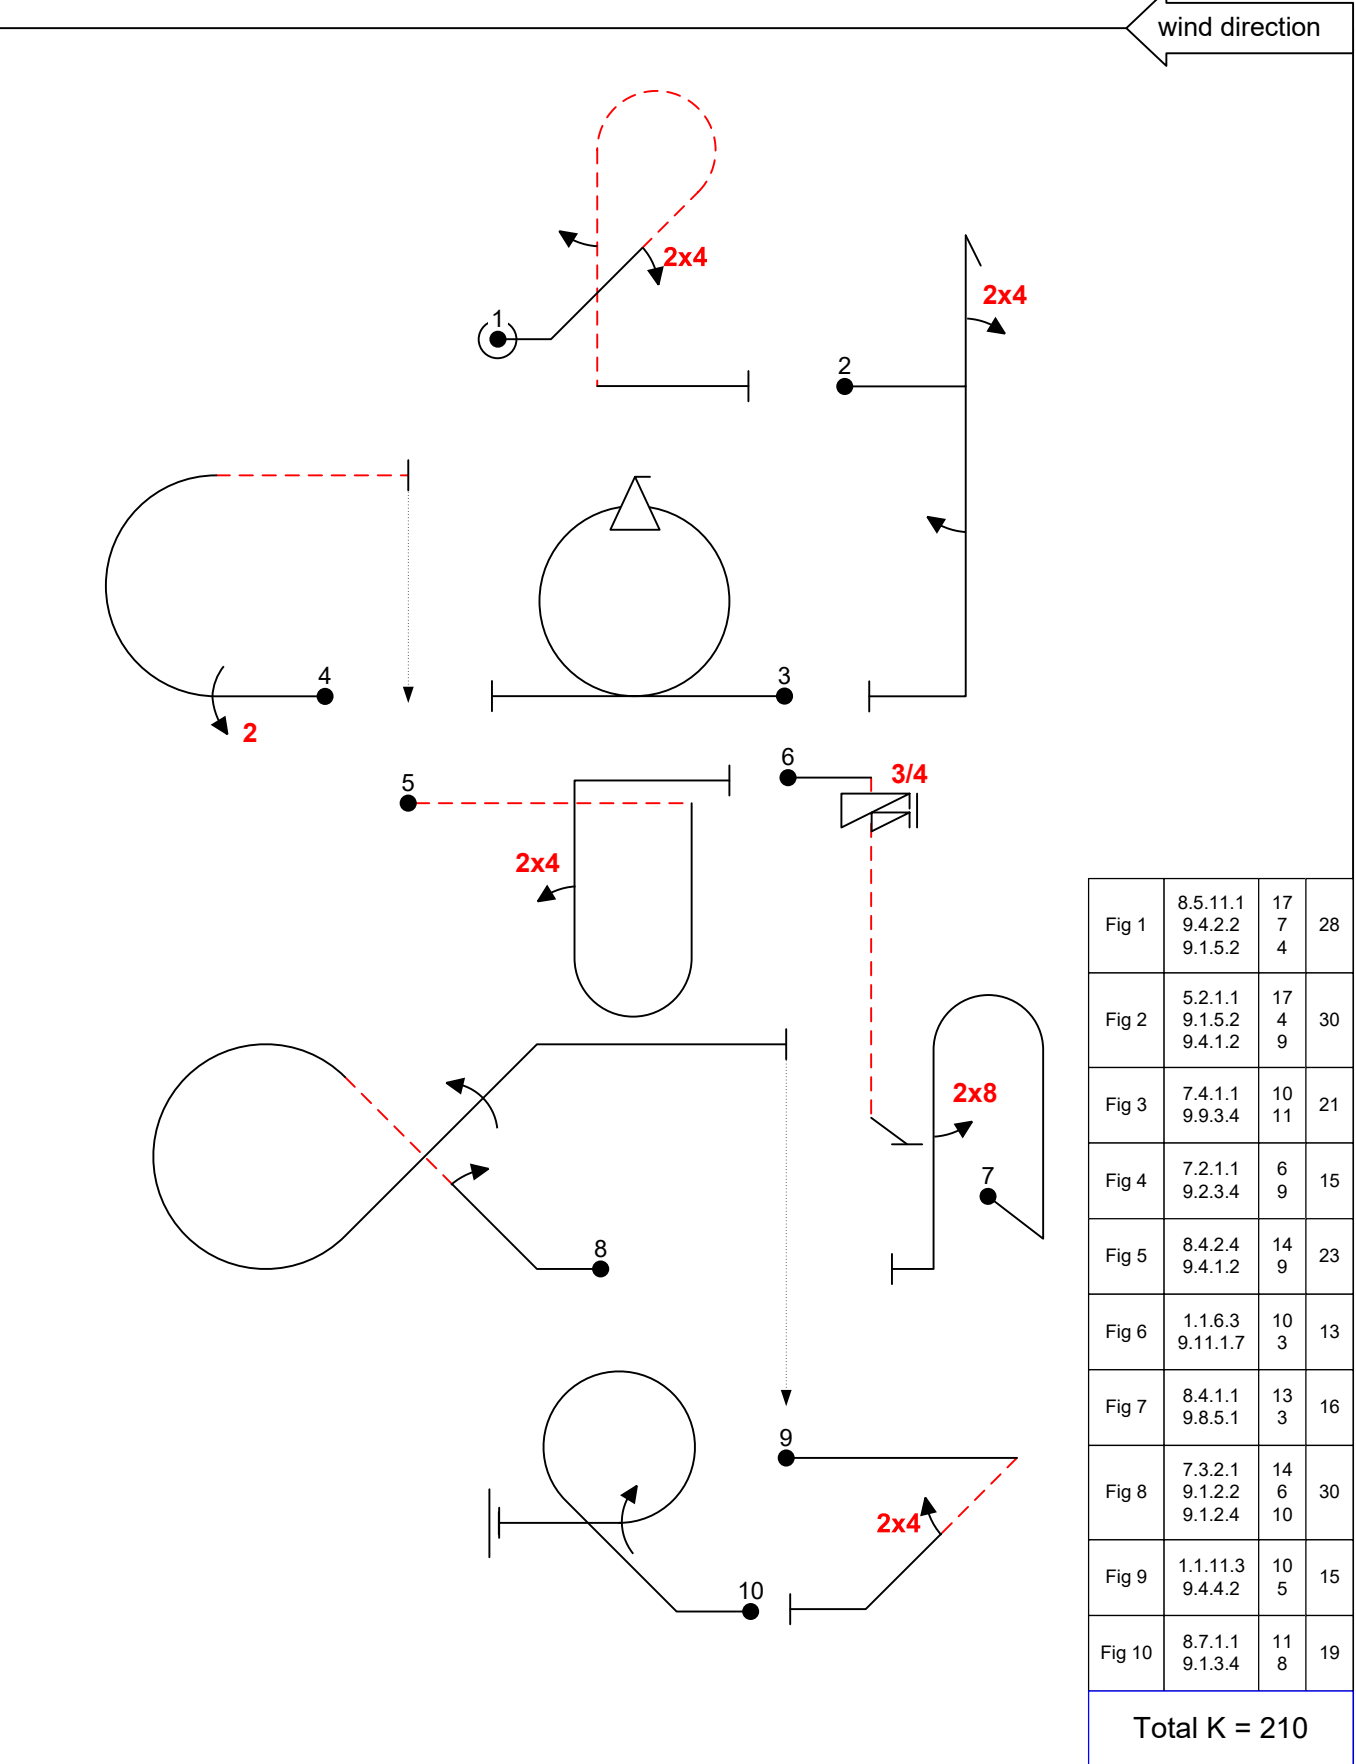 wind direction
1
2x4
2
2x4
3
4
2
5
2x4
6
3/4
7
2x8
8
9
2x4
10
Fig 1
8.5.11.1 17
9.4.2.2 7
9.1.5.2 4
28
Fig 2
5.2.1.1 17
9.1.5.2 4
9.4.1.2 9
30
Fig 3
7.4.1.1 10
9.9.3.4 11
21
Fig 4
7.2.1.1 6
9.2.3.4 9
15
Fig 5
8.4.2.4 14
9.4.1.2 9
23
Fig 6
1.1.6.3 10
9.11.1.7 3
13
Fig 7
8.4.1.1 13
9.8.5.1 3
16
Fig 8
7.3.2.1 14
9.1.2.2 6
9.1.2.4 10
30
Fig 9
1.1.11.3 10
9.4.4.2 5
15
Fig 10
8.7.1.1 11
9.1.3.4 8
19
Total K = 210